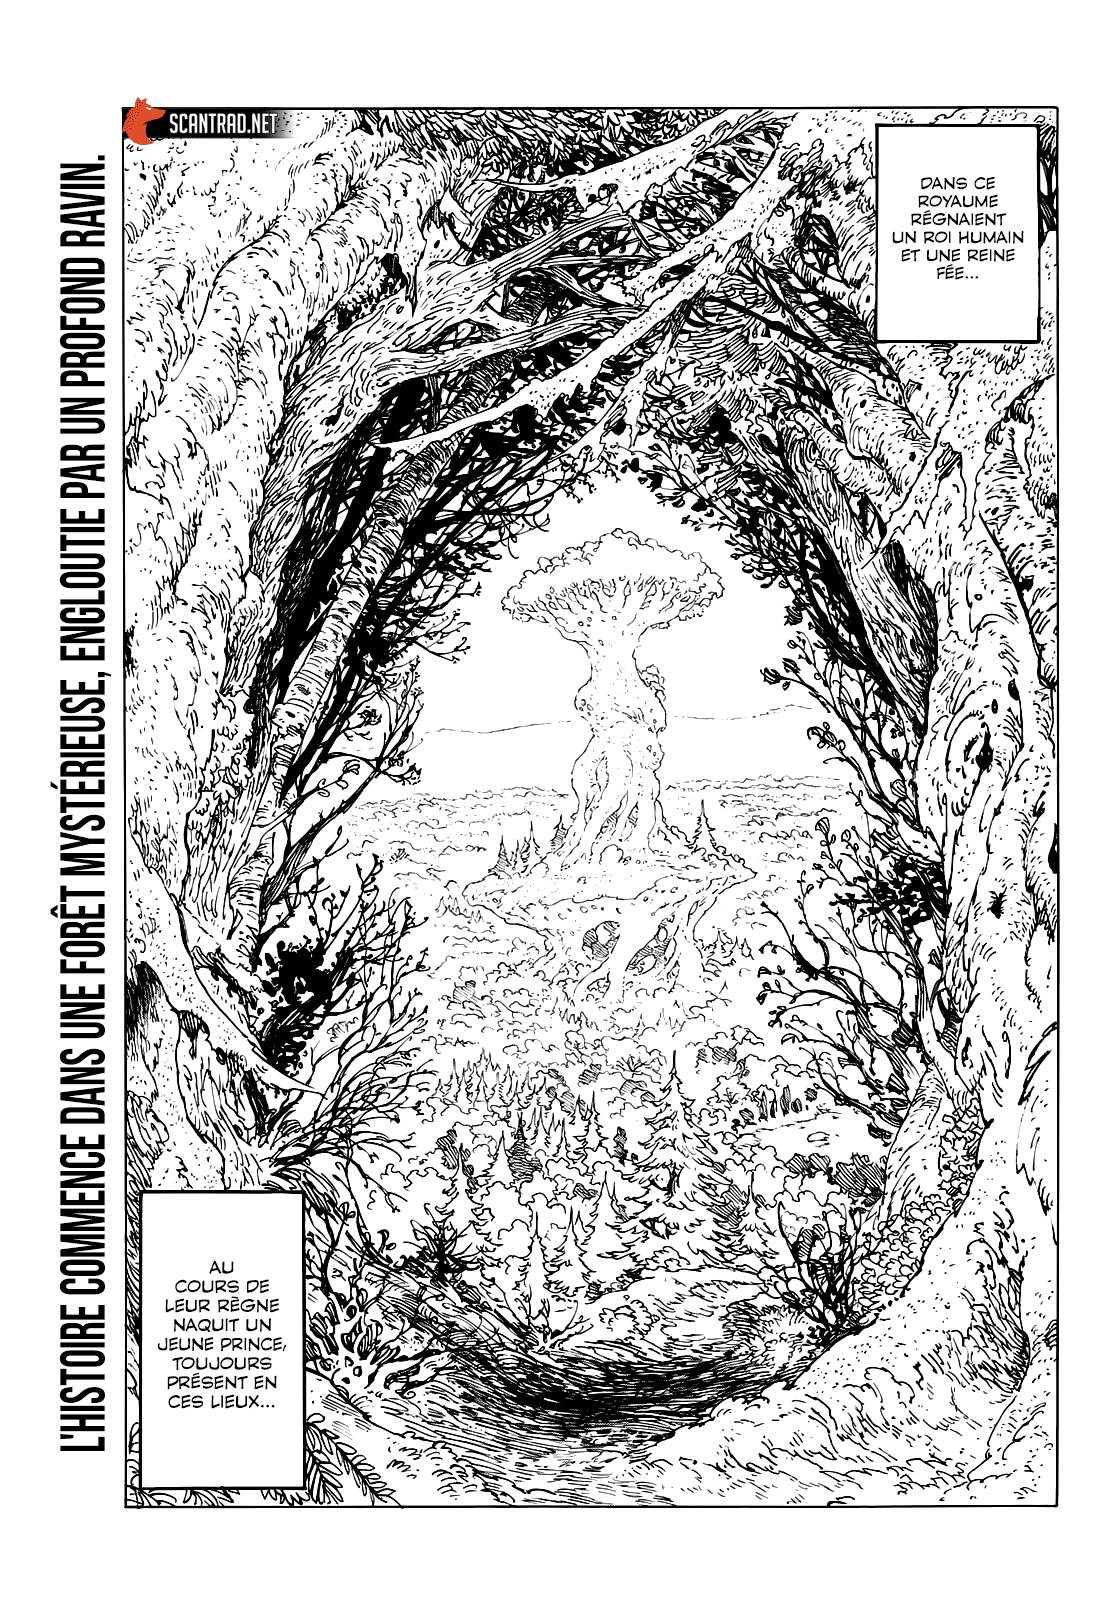 L'HISTOIRE COMMENCE DANS UNE FORÊT MYSTÉRIEUSE, ENGLOUTIE PAR UN PROFOND RAVIN.
SCANTRAD.NET
DANS CE
ROYAUME
RÉGNAIENT
UN ROI HUMAIN
ET UNE REINE
FÉE...
AU
COURS DE
LEUR RÈGNE
NAQUIT UN
JEUNE PRINCE,
TOUJOURS
PRÉSENT EN
CES LIEUX...